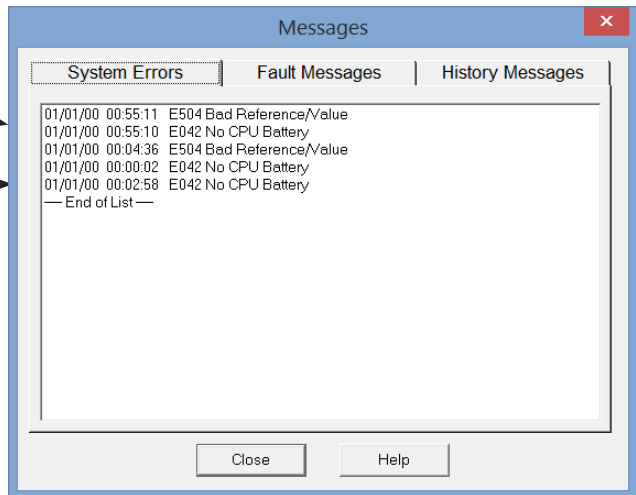 Messages
System Errors
Fault Messages
History Messages
01/01/00 00:55:11 E504 Bad Reference/Value
01/01/00 00:55:10 E042 No CPU Battery
01/01/00 00:04:36 E504 Bad Reference/Value
01/01/00 00:00:02 E042 No CPU Battery
01/01/00 00:02:58 E042 No CPU Battery
— End of List —
Close
Help